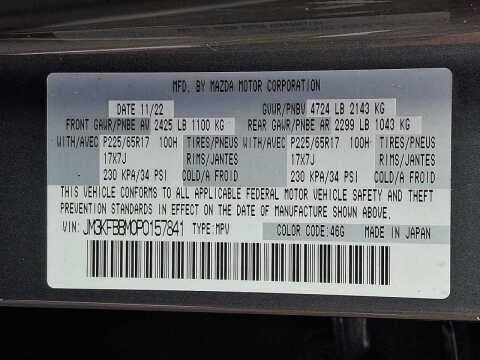 MFD. BY MAZDA MOTOR CORPORATION
DATE 11/22 GVWR/PNBV 4724 LB 2143 KG
FRONT GAWR/PNBE AV 2425 LB 1100 KG REAR GAWR/PNBE AR 2299 LB 1043 KG
WITH/AVEC P225/65R17 100H TIRES/PNEUS WITH/AVEC P225/65R17 100H TIRES/PNEUS
17X7J RIMS/JANTES 17X7J RIMS/JANTES
230 KPA/34 PSI COLD/A FROID 230 KPA/34 PSI COLD/A FROID
THIS VEHICLE CONFORMS TO ALL APPLICABLE FEDERAL MOTOR VEHICLE SAFETY AND THEFT
PREVENTION STANDARDS IN EFFECT ON THE DATE OF MANUFACTURE SHOWN ABOVE.
VIN: JM3KFBBM0P0157841 TYPE:MPV COLOR CODE:46G MADE IN JAPAN